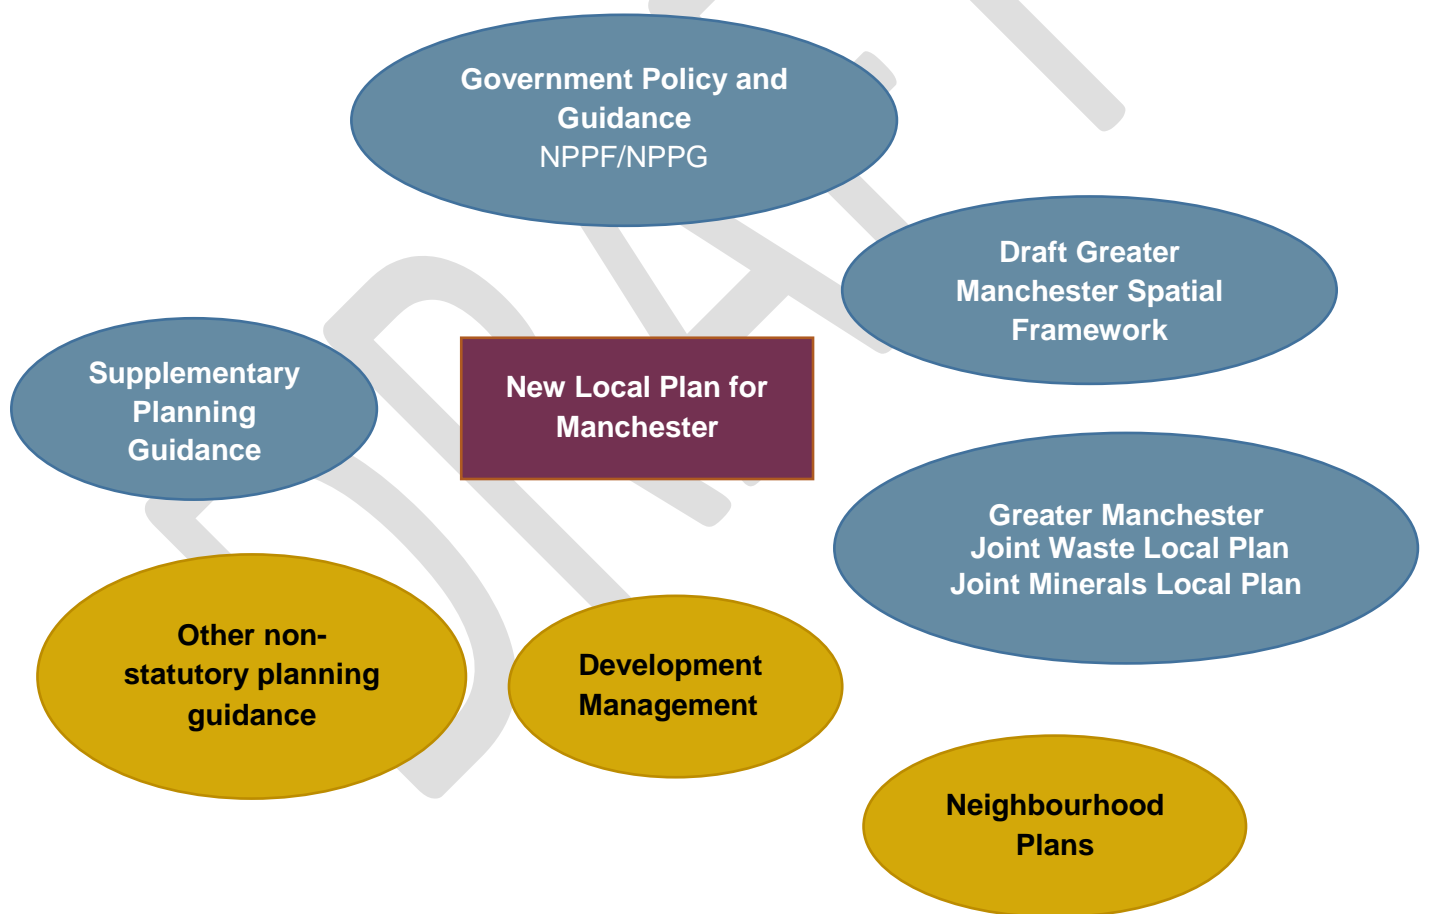 Government Policy and
Guidance
NPPF/NPPG
Draft Greater
Manchester Spatial
Framework
Supplementary
Planning
Guidance
New Local Plan for
Manchester
Greater Manchester
Joint Waste Local Plan
Joint Minerals Local Plan
Other non-
statutory planning
guidance
Development
Management
Neighbourhood
Plans
DRAFT